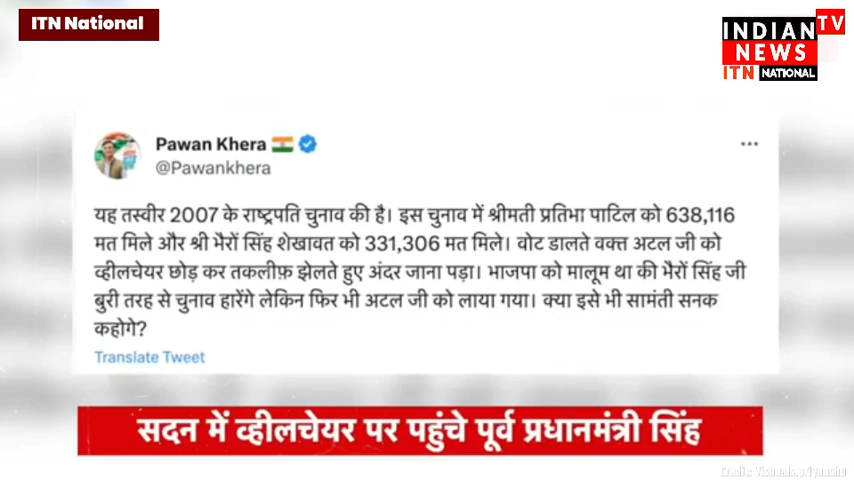 ITN National
INDIAN TV
NEWS
ITN NATIONAL
Pawan Khera
@Pawankhera
यह तस्वीर 2007 के राष्ट्रपति चुनाव की है। इस चुनाव में श्रीमती प्रतिभा पाटिल को 638,116
मत मिले और श्री भैरों सिंह शेखावत को 331,306 मत मिले। वोट डालते वक्त अटल जी को
व्हीलचेयर छोड़ कर तकलीफ़ झेलते हुए अंदर जाना पड़ा। भाजपा को मालूम था की भैरों सिंह जी
बुरी तरह से चुनाव हारेंगे लेकिन फिर भी अटल जी को लाया गया। क्या इसे भी सामंती सनक
कहोगे?
Translate Tweet
सदन में व्हीलचेयर पर पहुंचे पूर्व प्रधानमंत्री सिंह